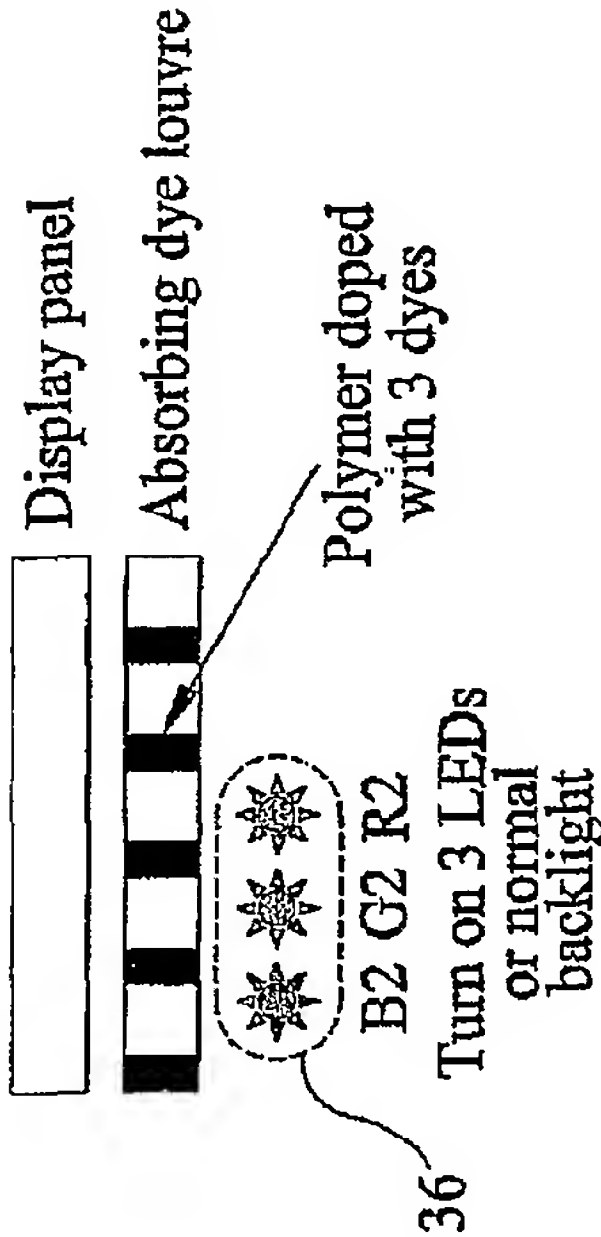 Display panel
Absorbing dye louvre
Polymer doped
with 3 dyes
B2 G2 R2
Turn on 3 LEDs
or normal
backlight
36